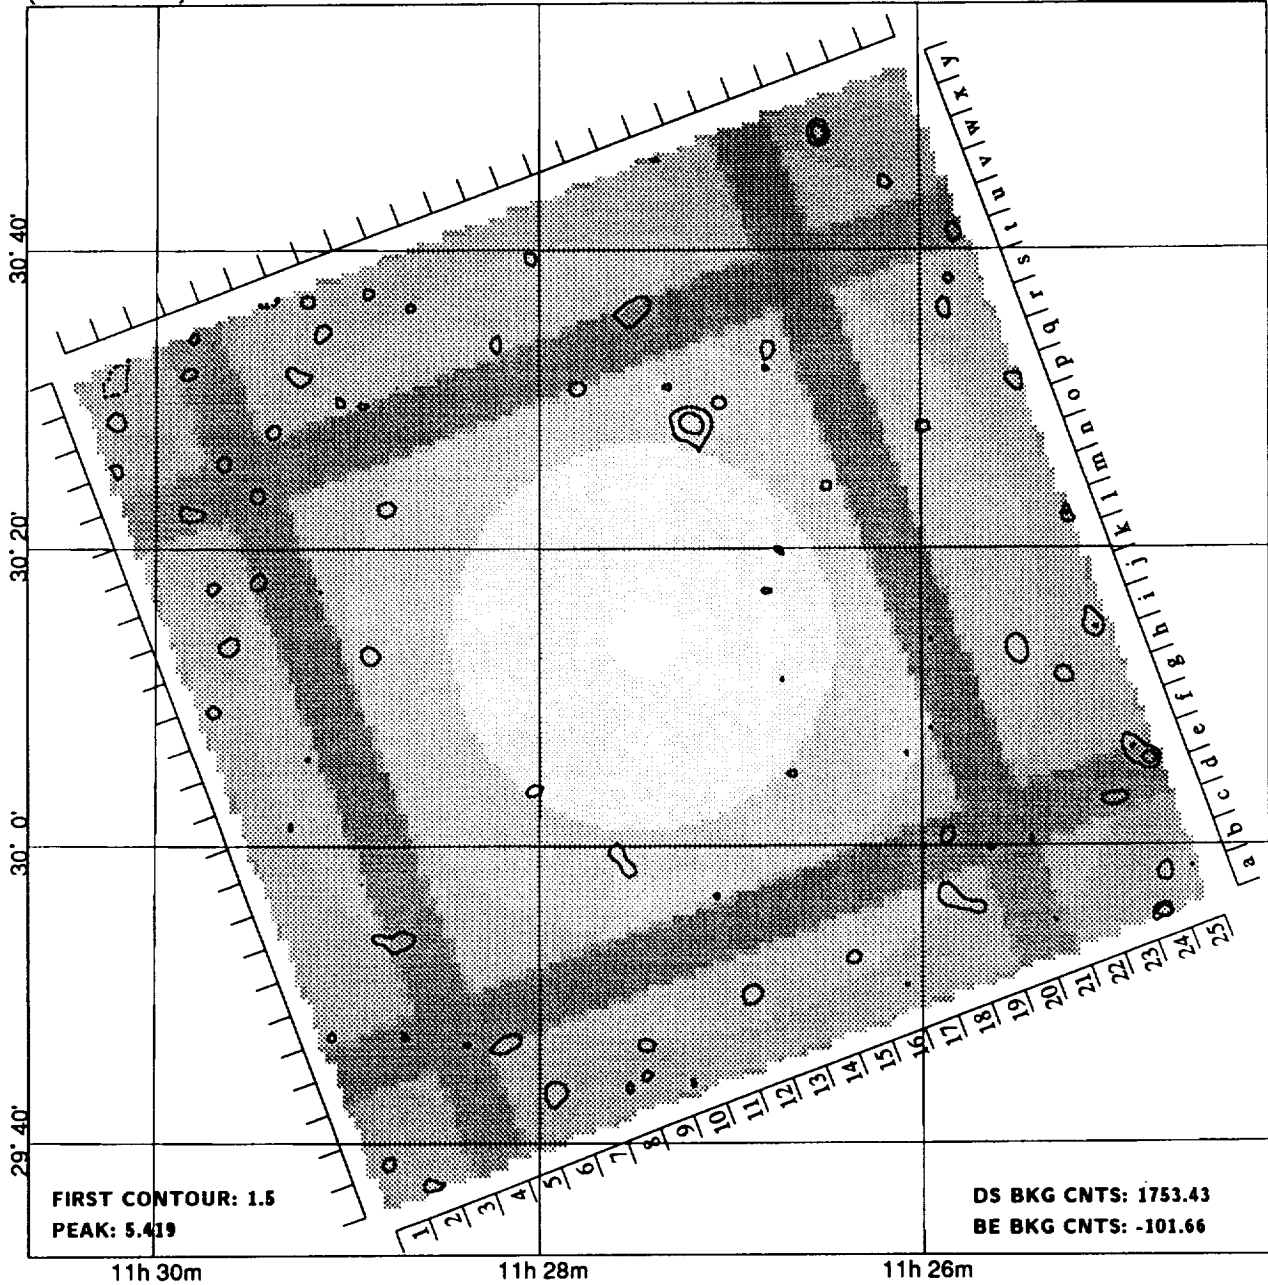 y|x|w|v|u|t|s|r|q|p|o|n|m|l|k|j|i|h|g|f|e|d|c|b|a
30° 40'
30° 20'
30° 0'
29° 40'
1 2 3 4 5 6 7 8 9 10 11 12 13 14 15 16 17 18 19 20 21 22 23 24 25
FIRST CONTOUR: 1.5
PEAK: 5.419
DS BKG CNTS: 1753.43
BE BKG CNTS: -101.66
11h 30m
11h 28m
11h 26m